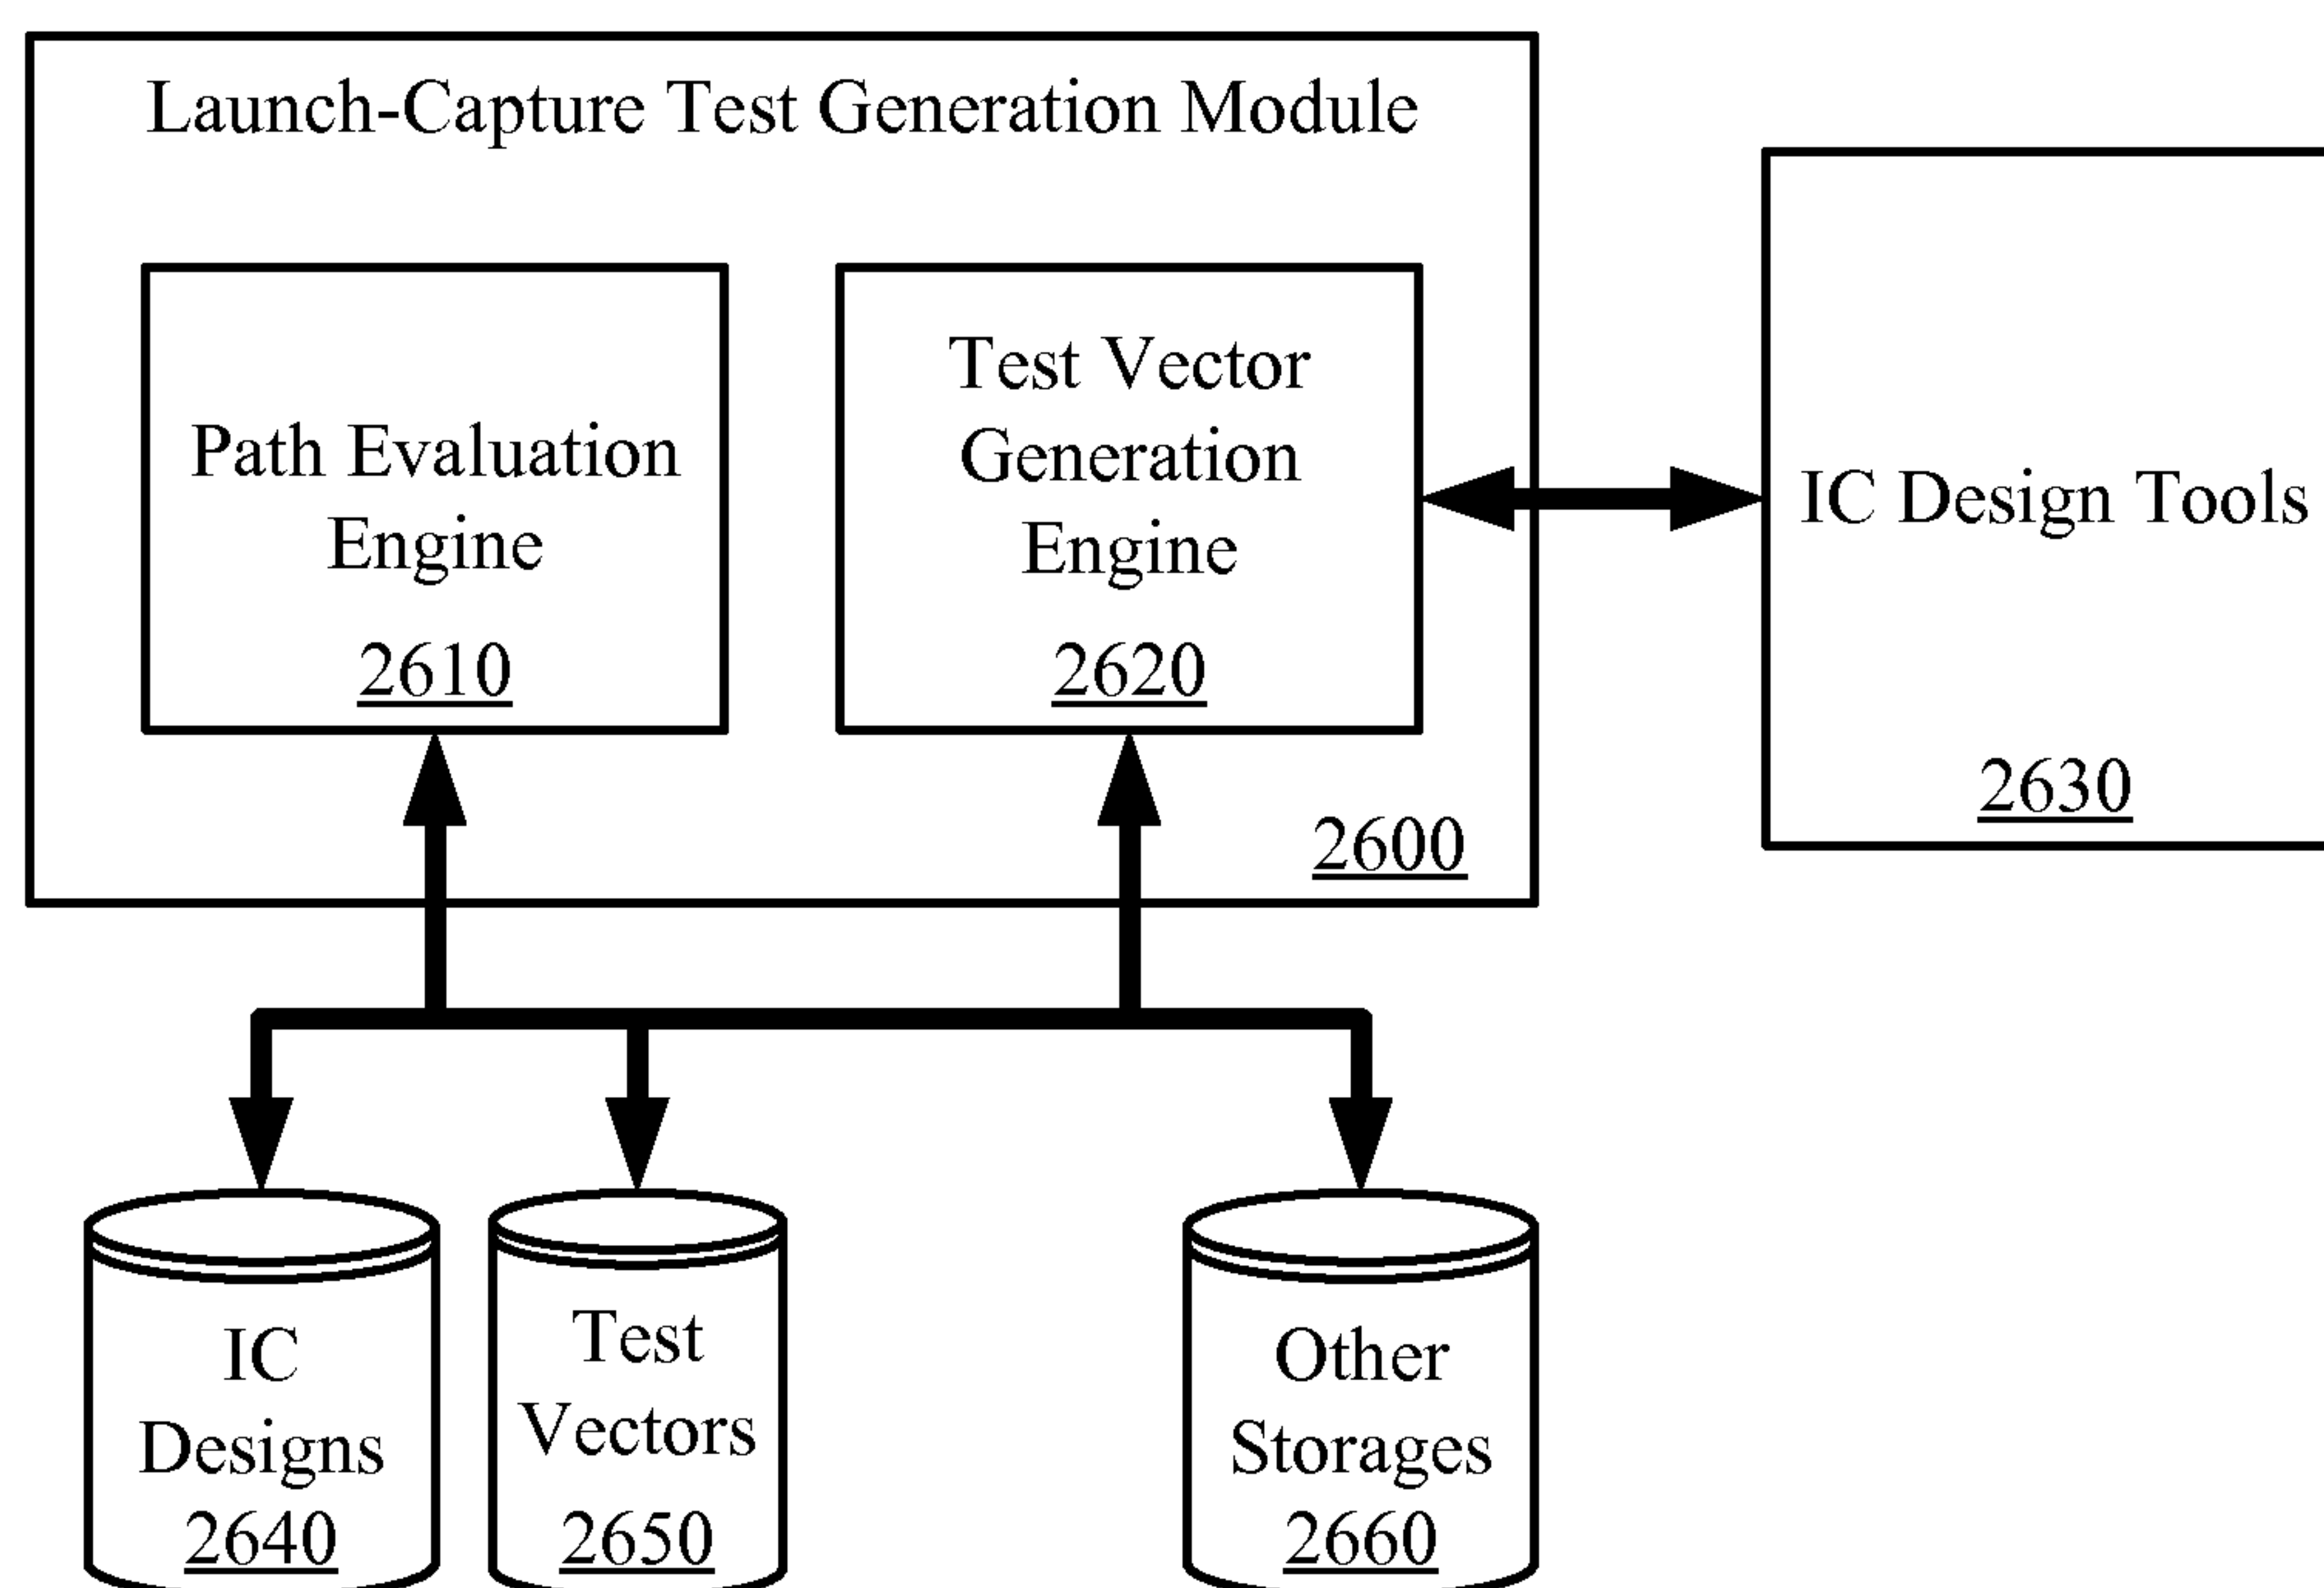 Launch-Capture Test Generation Module
Path Evaluation
Engine
2610
Test Vector
Generation
Engine
2620
2600
IC Design Tools
2630
IC
Designs
2640
Test
Vectors
2650
Other
Storages
2660